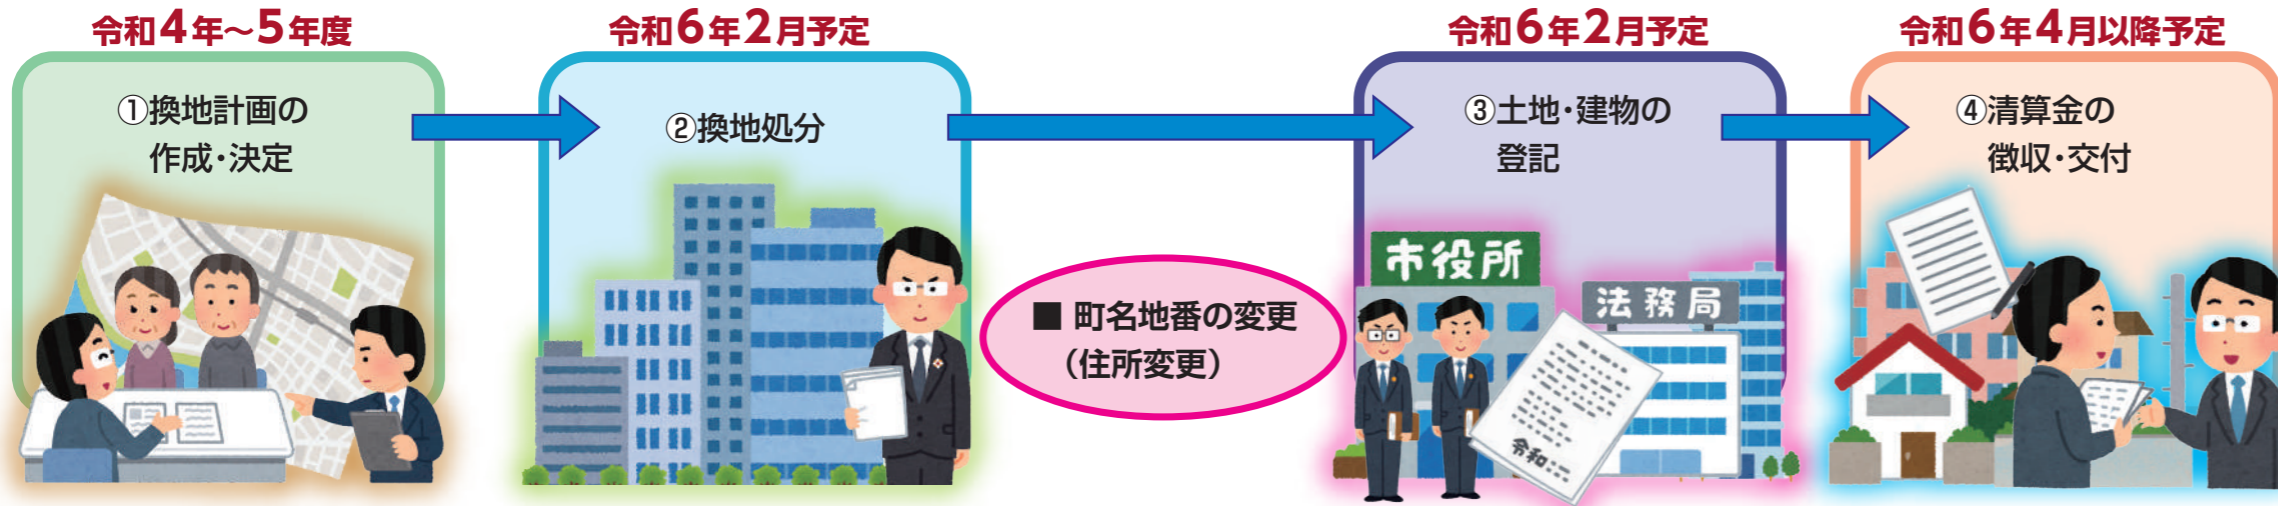 令和4年～5年度
①換地計画の
作成・決定
令和6年2月予定
②換地処分
■ 町名地番の変更
（住所変更）
令和6年2月予定
③土地・建物の
登記
市役所
法務局
令和
令和6年4月以降予定
④清算金の
徴収・交付